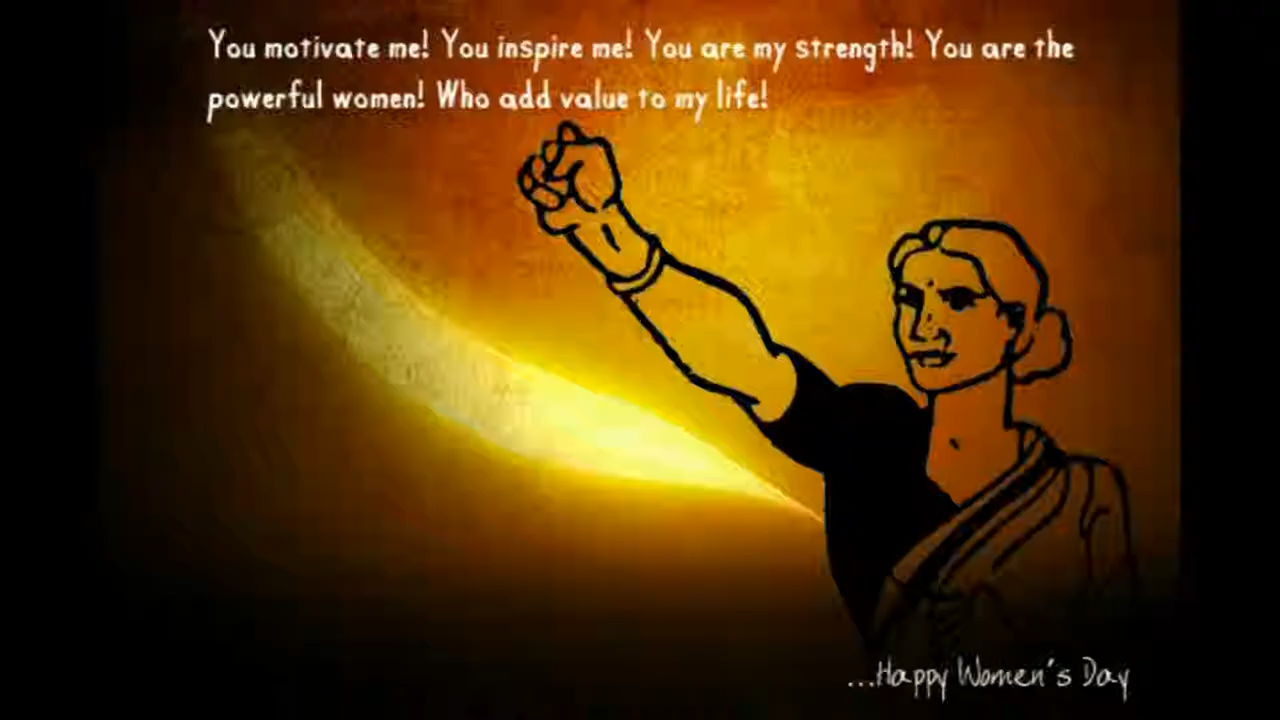 You motivate me! You inspire me! You are my strength! You are the
powerful women! Who add value to my life!
...Happy Women's Day